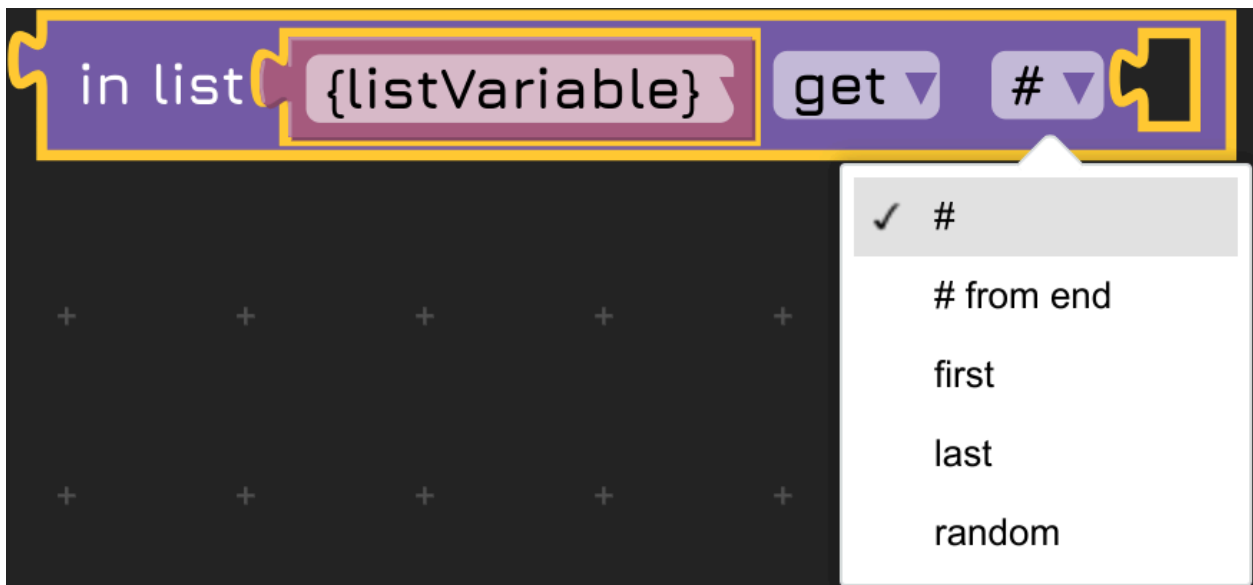 in list {listVariable} get #
#
# from end
first
last
random